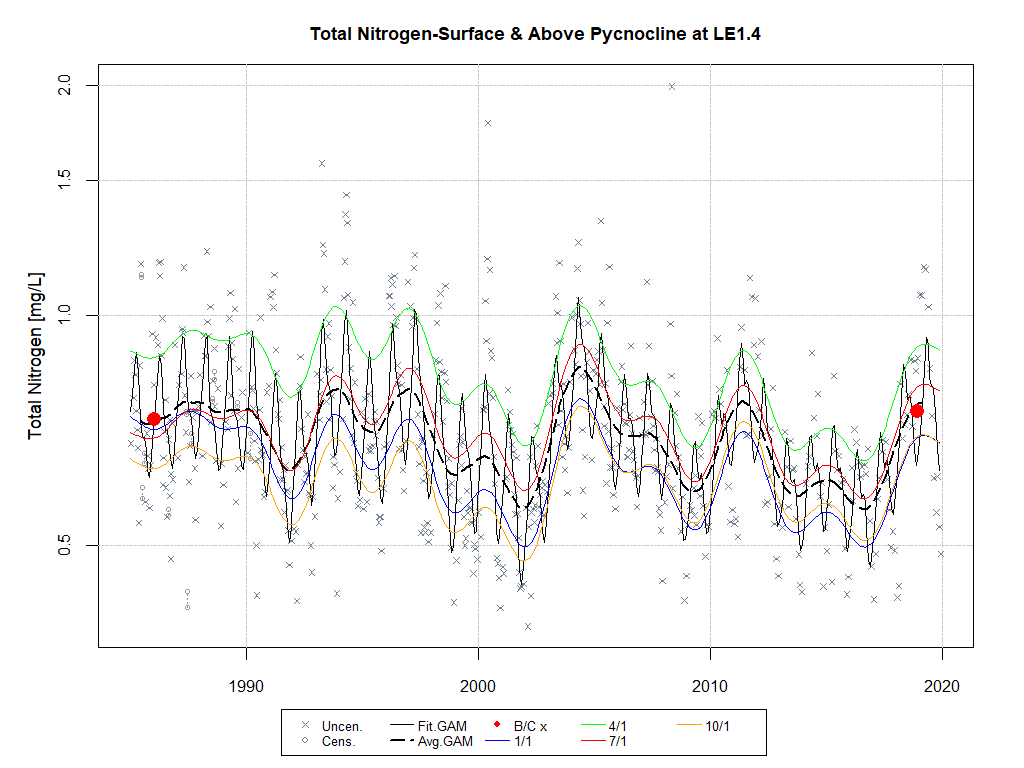 Total Nitrogen-Surface & Above Pycnocline at LE1.4
Total Nitrogen [mg/L]
2.0
1.5
1.0
0.5
1990 2000 2010 2020
Uncen. Fit.GAM B/C x 4/1 10/1
Cens. Avg.GAM 1/1 7/1